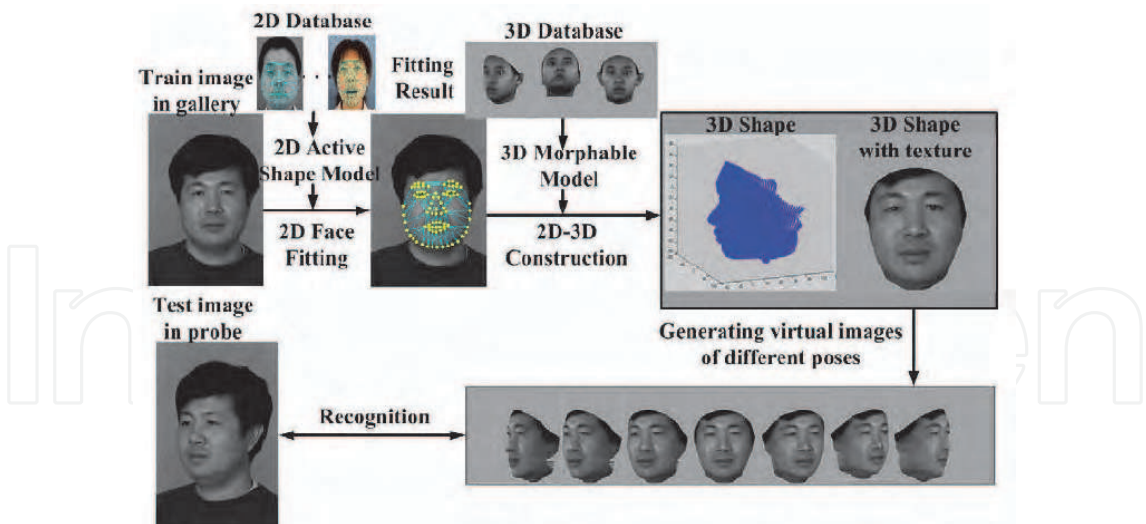 2D Database
3D Database
Train image
in gallery
Fitting
Result
2D Active
Shape Model
2D Face
Fitting
3D Morphable
Model
2D-3D
Construction
3D Shape
3D Shape
with texture
Test image
in probe
Generating virtual images
of different poses
Recognition